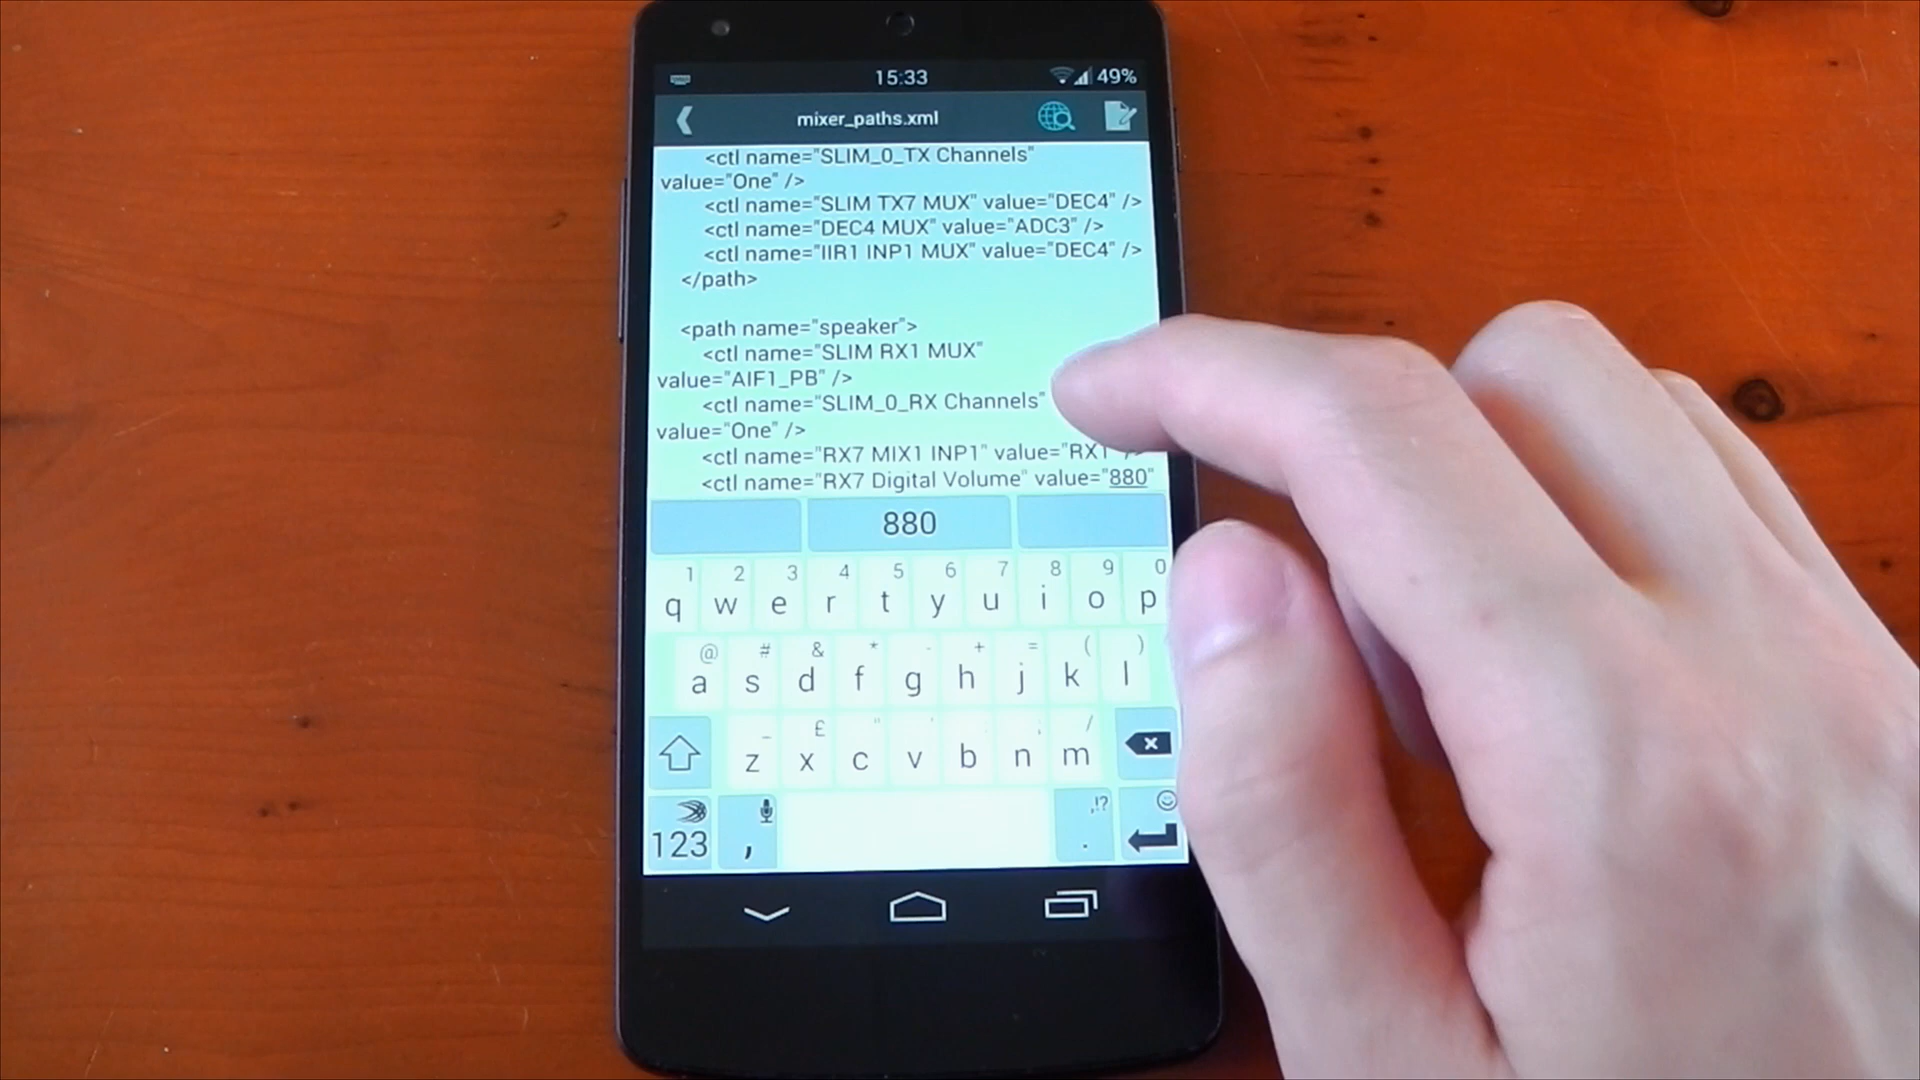 15:33 49%
mixer_paths.xml
<ctl name="SLIM_0_TX Channels"
value="One" />
<ctl name="SLIM TX7 MUX" value="DEC4" />
<ctl name="DEC4 MUX" value="ADC3" />
<ctl name="IIR1 INP1 MUX" value="DEC4" />
</path>
<path name="speaker">
<ctl name="SLIM RX1 MUX"
value="AIF1_PB" />
<ctl name="SLIM_0_RX Channels"
value="One" />
<ctl name="RX7 MIX1 INP1" value="RX1" />
<ctl name="RX7 Digital Volume" value="880"
880
1 2 3 4 5 6 7 8 9 0
q w e r t y u i o p
@ # & * - + = ( )
a s d f g h j k l
_ £ " ' ; /
z x c v b n m
,!?
123 , .